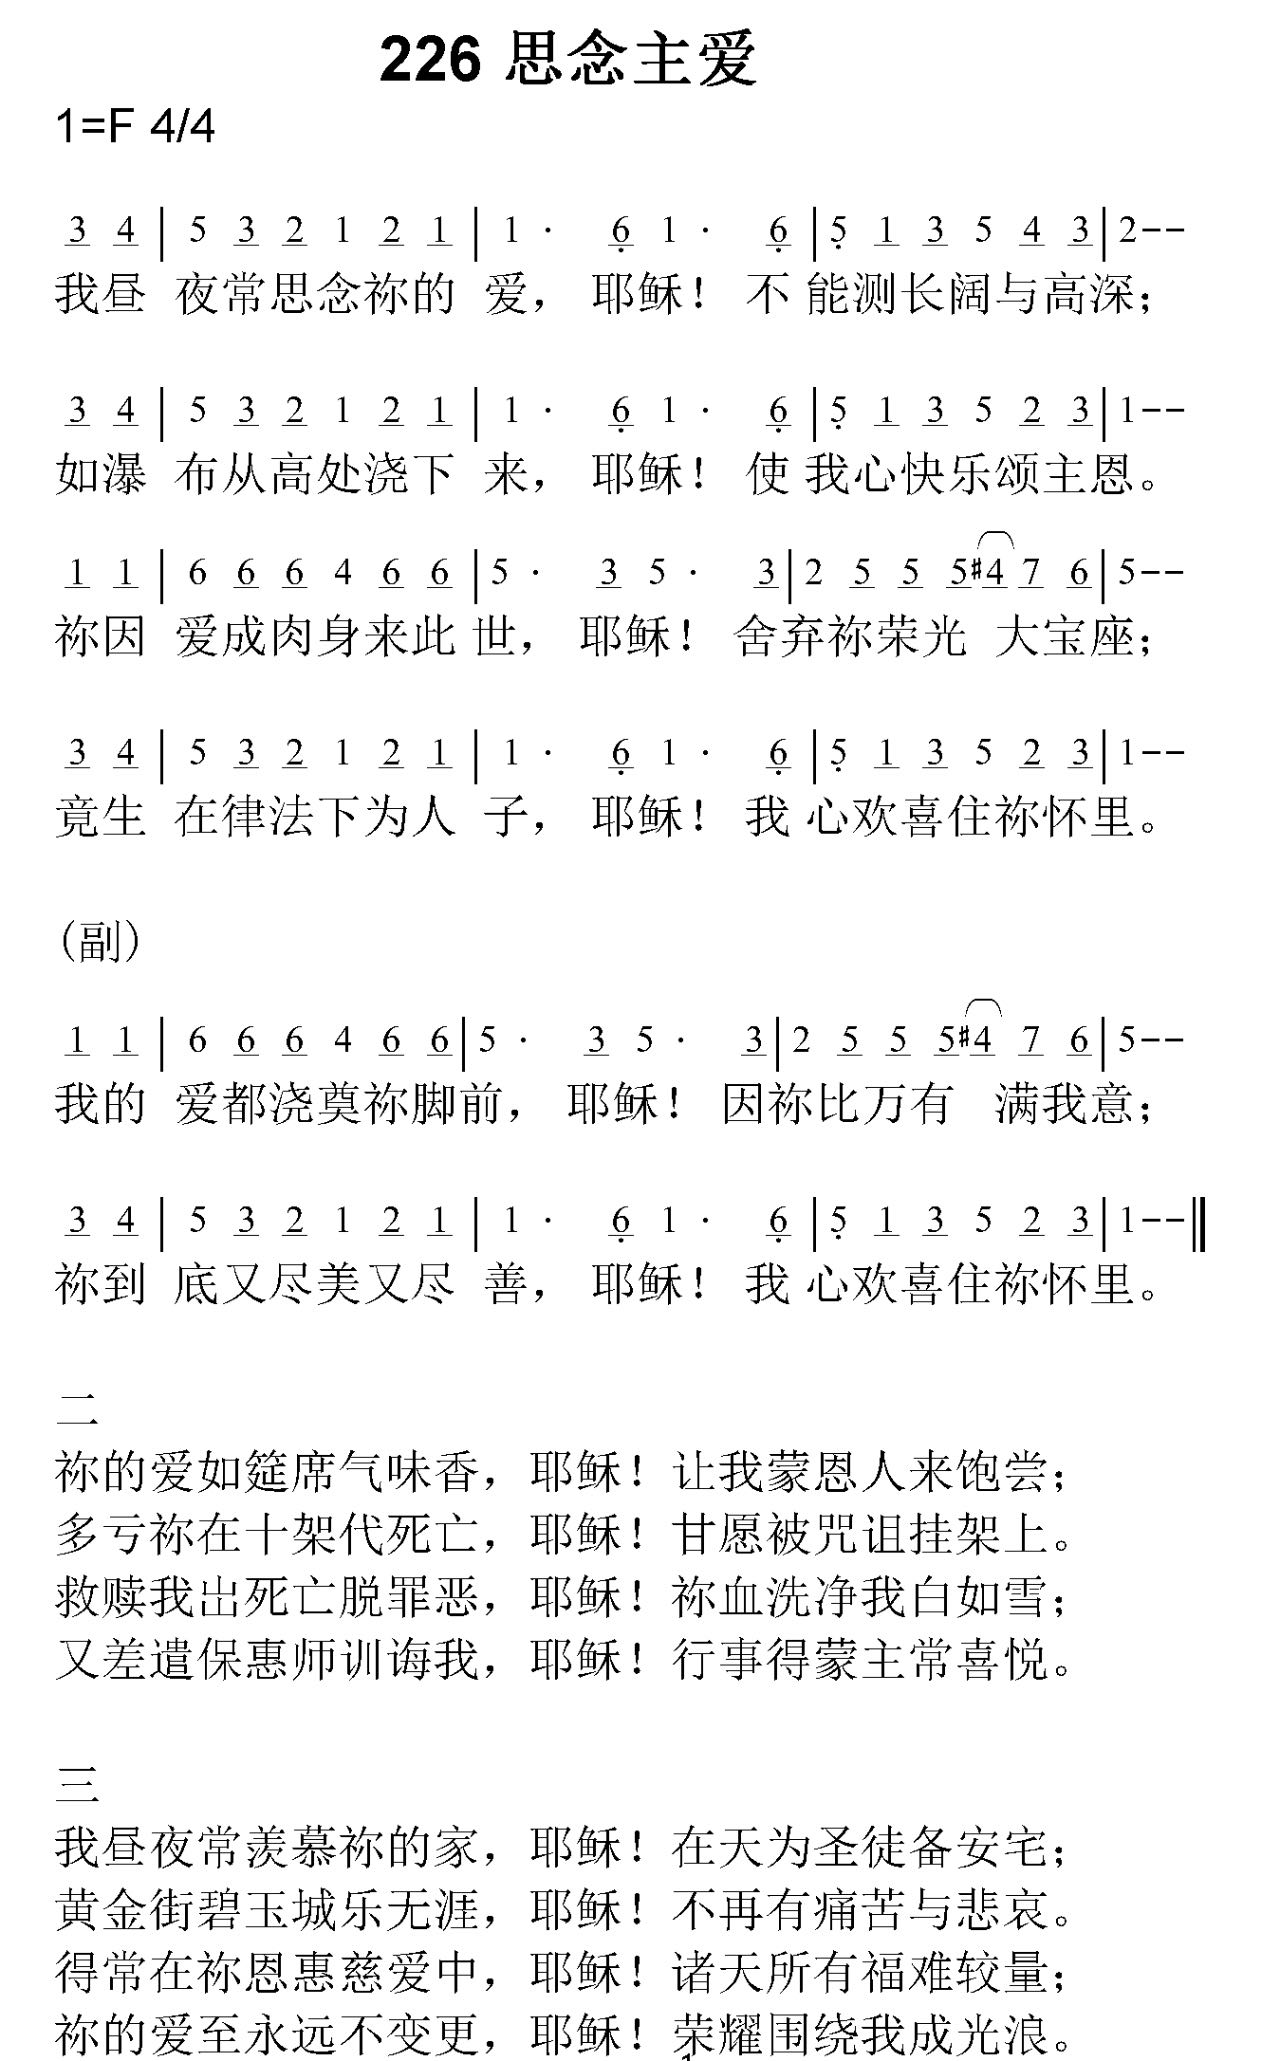 226 思念主爱
1=F 4/4
3 4 | 5 3 2 1 2 1 | 1 · 6 1 · 6 | 5 1 3 5 4 3 | 2--
我昼 夜常思念祢的 爱， 耶稣！ 不 能测长阔与高深；
3 4 | 5 3 2 1 2 1 | 1 · 6 1 · 6 | 5 1 3 5 2 3 | 1--
如瀑 布从高处浇下 来， 耶稣！ 使 我心快乐颂主恩。
1 1 | 6 6 6 4 6 6 | 5 · 3 5 · 3 | 2 5 5 5#4 7 6 | 5--
祢因 爱成肉身来此 世， 耶稣！ 舍弃祢荣光 大宝座；
3 4 | 5 3 2 1 2 1 | 1 · 6 1 · 6 | 5 1 3 5 2 3 | 1--
竟生 在律法下为人 子， 耶稣！ 我 心欢喜住祢怀里。
(副)
1 1 | 6 6 6 4 6 6 | 5 · 3 5 · 3 | 2 5 5 5#4 7 6 | 5--
我的 爱都浇奠祢脚前， 耶稣！ 因祢比万有 满我意；
3 4 | 5 3 2 1 2 1 | 1 · 6 1 · 6 | 5 1 3 5 2 3 | 1--‖
祢到 底又尽美又尽 善， 耶稣！ 我 心欢喜住祢怀里。
二
祢的爱如筵席气味香，耶稣！让我蒙恩人来饱尝；
多亏祢在十架代死亡，耶稣！甘愿被咒诅挂架上。
救赎我出死亡脱罪恶，耶稣！祢血洗净我白如雪；
又差遣保惠师训诲我，耶稣！行事得蒙主常喜悦。
三
我昼夜常羡慕祢的家，耶稣！在天为圣徒备安宅；
黄金街碧玉城乐无涯，耶稣！不再有痛苦与悲哀。
得常在祢恩惠慈爱中，耶稣！诸天所有福难较量；
祢的爱至永远不变更，耶稣！荣耀围绕我成光浪。